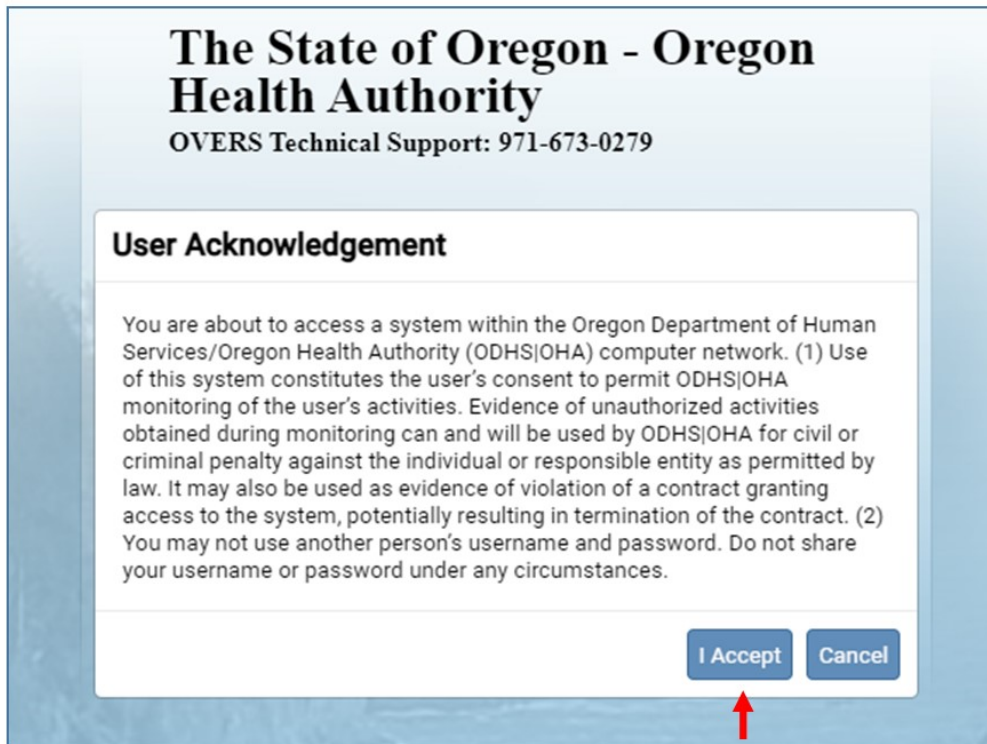 The State of Oregon - Oregon
Health Authority
OVERS Technical Support: 971-673-0279
User Acknowledgement
You are about to access a system within the Oregon Department of Human
Services/Oregon Health Authority (ODHS|OHA) computer network. (1) Use
of this system constitutes the user's consent to permit ODHS|OHA
monitoring of the user's activities. Evidence of unauthorized activities
obtained during monitoring can and will be used by ODHS|OHA for civil or
criminal penalty against the individual or responsible entity as permitted by
law. It may also be used as evidence of violation of a contract granting
access to the system, potentially resulting in termination of the contract. (2)
You may not use another person's username and password. Do not share
your username or password under any circumstances.
I Accept Cancel